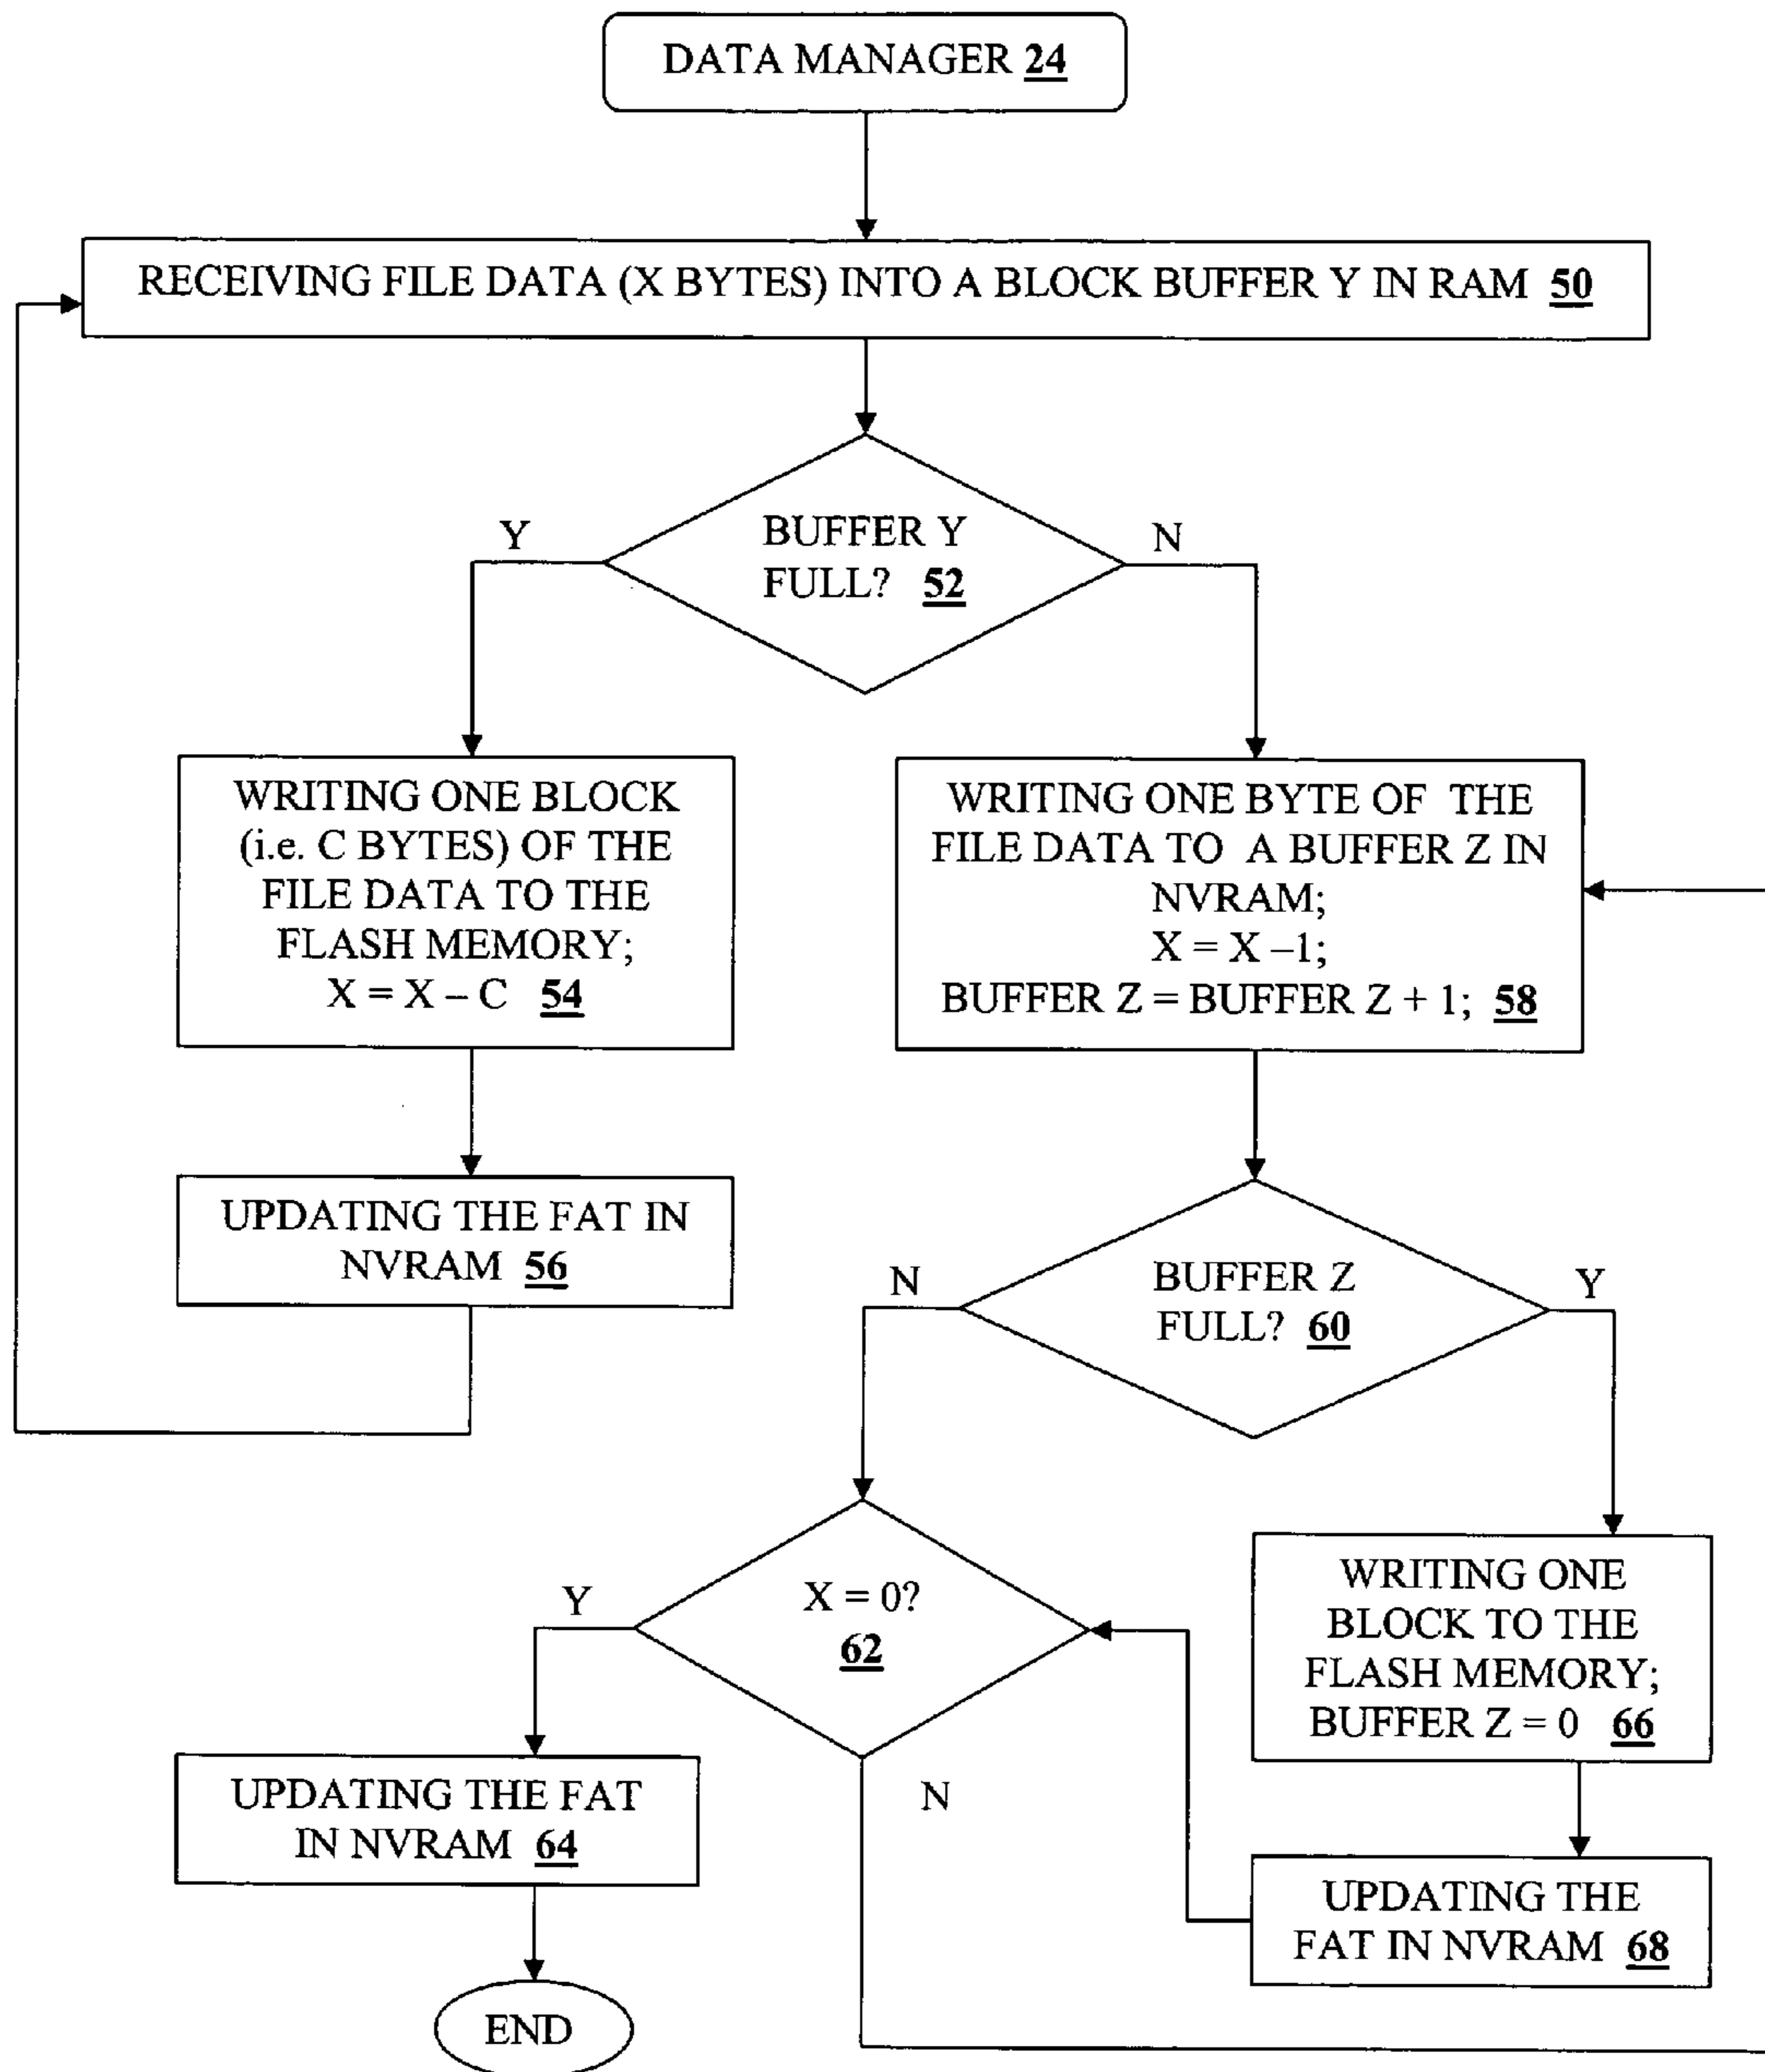 DATA MANAGER 24
RECEIVING FILE DATA (X BYTES) INTO A BLOCK BUFFER Y IN RAM 50
BUFFER Y
FULL? 52
Y
N
WRITING ONE BLOCK
(i.e. C BYTES) OF THE
FILE DATA TO THE
FLASH MEMORY;
X = X – C 54
WRITING ONE BYTE OF THE
FILE DATA TO A BUFFER Z IN
NVRAM;
X = X –1;
BUFFER Z = BUFFER Z + 1; 58
UPDATING THE FAT IN
NVRAM 56
BUFFER Z
FULL? 60
N
Y
X = 0?
62
Y
N
WRITING ONE
BLOCK TO THE
FLASH MEMORY;
BUFFER Z = 0 66
UPDATING THE FAT
IN NVRAM 64
UPDATING THE
FAT IN NVRAM 68
END